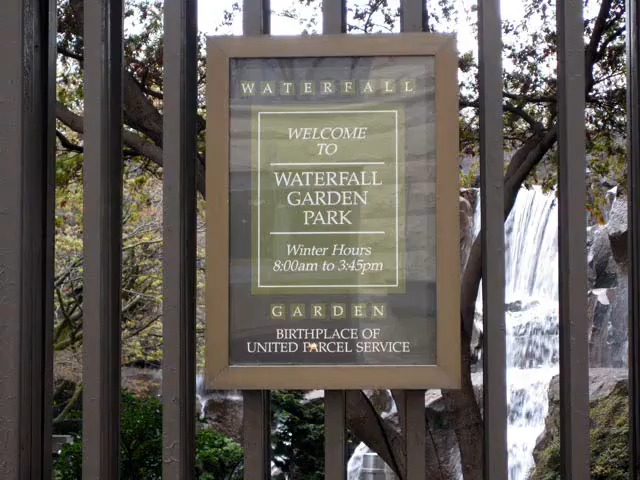 WATERFALL
WELCOME
TO
WATERFALL
GARDEN
PARK
Winter Hours
8:00am to 3:45pm
GARDEN
BIRTHPLACE OF
UNITED PARCEL SERVICE